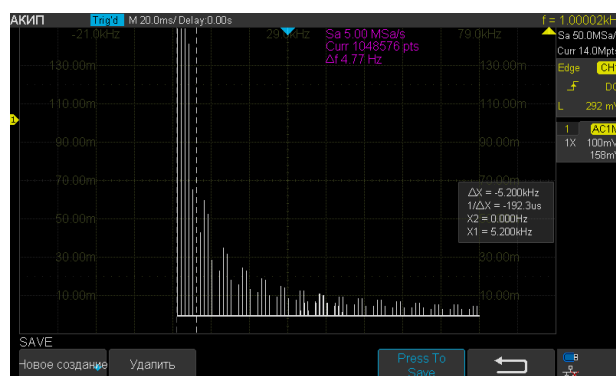 АКИП Trig'd M 20.0ms/ Delay:0.00s f = 1.00002kH
-21.0kHz 29.0kHz 79.0kHz
Sa 5.00 MSa/s
Curr 1048576 pts
Δf 4.77 Hz
Sa 50.0MSa/
Curr 14.0Mpt
Edge CH
DC
L 292 mV
1 AC1M
1X 100mV
158m
1
130.00m 130.00m
110.00m 110.00m
90.00m 90.00m
70.00m 70.00m
50.00m 50.00m
30.00m 30.00m
10.00m 10.00m
ΔX = -5.200kHz
1/ΔX = -192.3us
X2 = 0.000Hz
X1 = 5.200kHz
SAVE
Новое создание Удалить Press To
Save
B